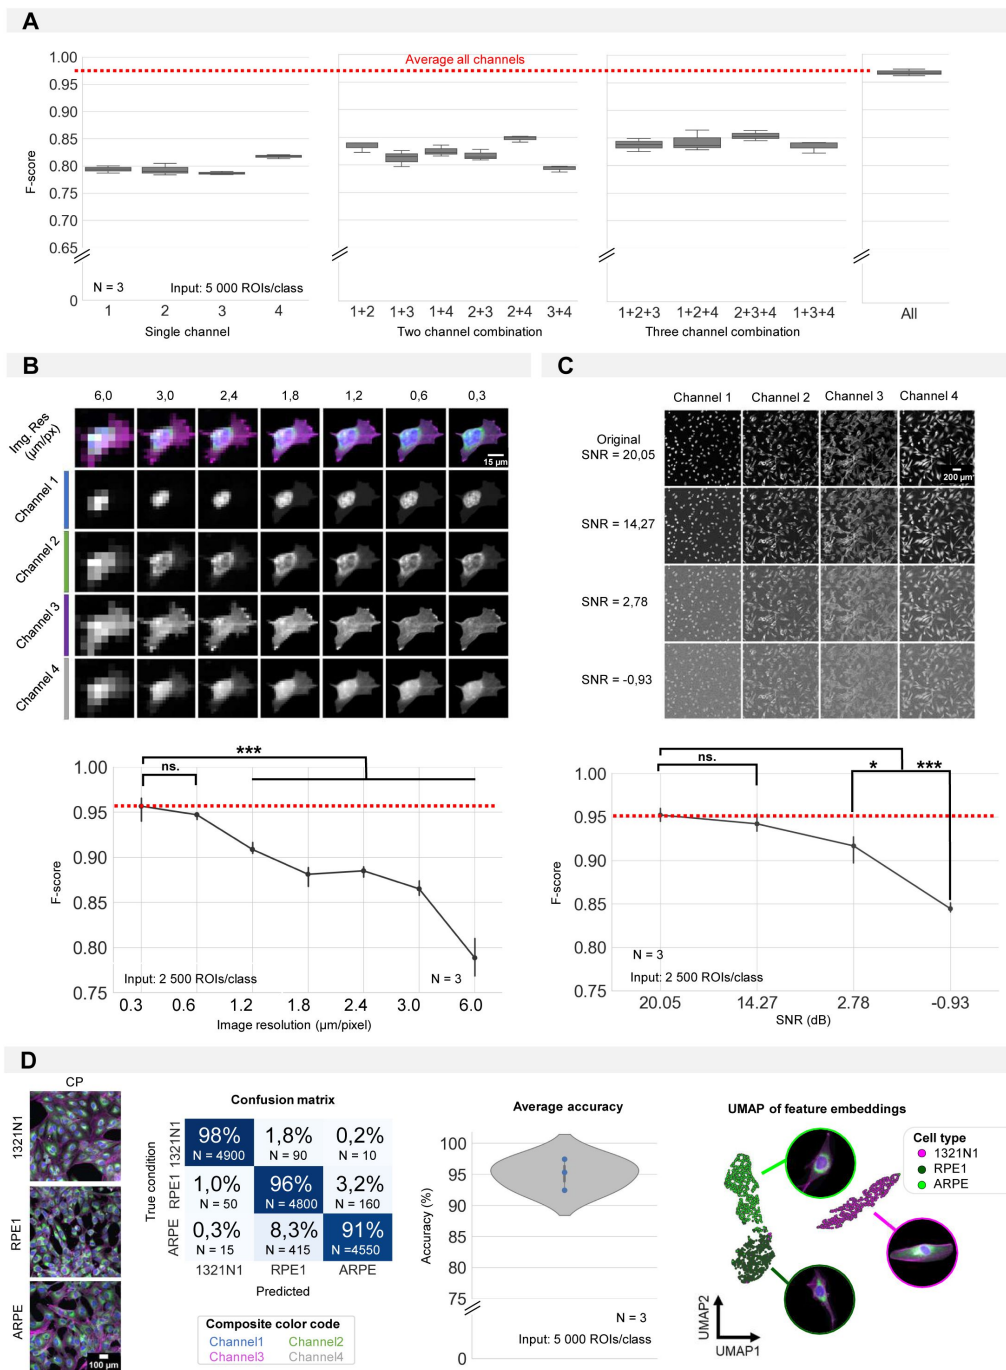 A
Average all channels
1.00
0.95
0.90
0.85
0.80
0.75
0.70
0.65
0
F-score
N = 3
Input: 5 000 ROIs/class
1 2 3 4
Single channel
1+2 1+3 1+4 2+3 2+4 3+4
Two channel combination
1+2+3 1+2+4 2+3+4 1+3+4
Three channel combination
All
B
6,0 3,0 2,4 1,8 1,2 0,6 0,3
Img. Res
(µm/px)
15 µm
Channel 1
Channel 2
Channel 3
Channel 4
***
ns.
1.00
0.95
0.90
0.85
0.80
0.75
F-score
Input: 2 500 ROIs/class
N = 3
0.3 0.6 1.2 1.8 2.4 3.0 6.0
Image resolution (µm/pixel)
C
Channel 1 Channel 2 Channel 3 Channel 4
Original
SNR = 20,05
200 µm
SNR = 14,27
SNR = 2,78
SNR = -0,93
ns.
* ***
1.00
0.95
0.90
0.85
0.80
0.75
F-score
N = 3
Input: 2 500 ROIs/class
20.05 14.27 2.78 -0.93
SNR (dB)
D
CP
1321N1
RPE1
ARPE
100 µm
Confusion matrix
True condition
1321N1
98% 1,8% 0,2%
N = 4900 N = 90 N = 10
RPE1
1,0% 96% 3,2%
N = 50 N = 4800 N = 160
ARPE
0,3% 8,3% 91%
N = 15 N = 415 N =4550
1321N1 RPE1 ARPE
Predicted
Composite color code
Channel1 Channel2
Channel3 Channel4
Average accuracy
100
95
90
85
80
75
0
Accuracy (%)
N = 3
Input: 5 000 ROIs/class
UMAP of feature embeddings
Cell type
1321N1
RPE1
ARPE
UMAP2
UMAP1